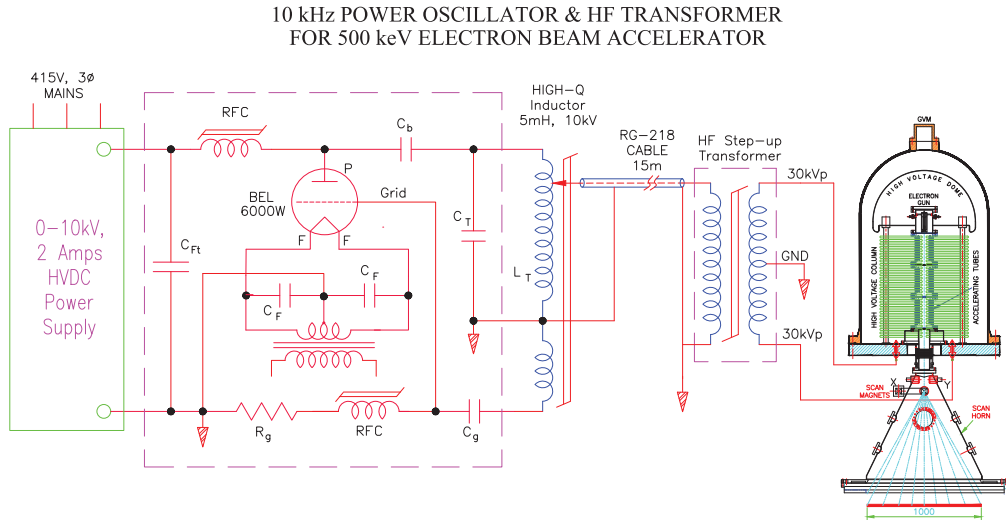 10 kHz POWER OSCILLATOR & HF TRANSFORMER
FOR 500 keV ELECTRON BEAM ACCELERATOR
415V, 3ø
MAINS
0-10kV,
2 Amps
HVDC
Power
Supply
RFC
C_Ft
BEL
6000W
P
Grid
F
F
C_F
C_F
R_g
RFC
C_b
C_T
C_g
HIGH-Q
Inductor
5mH, 10kV
L_T
RG-218
CABLE
15m
HF Step-up
Transformer
30kVp
GND
30kVp
GVM
HIGH VOLTAGE DOME
ELECTRON
GUN
HIGH VOLTAGE COLUMN
ACCELERATING TUBES
X
Y
SCAN
MAGNETS
SCAN
HORN
1000